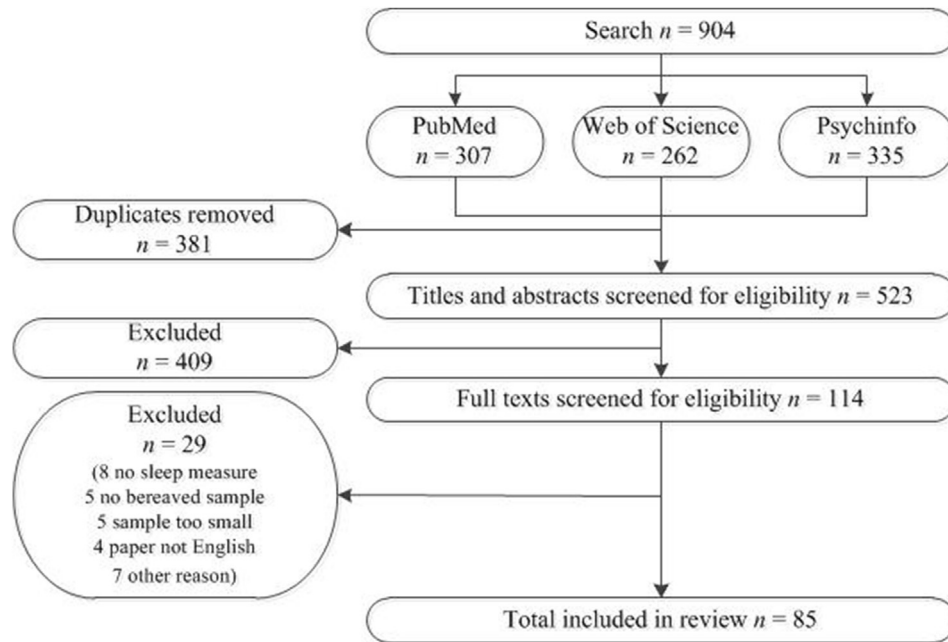 Search n = 904
PubMed
n = 307
Web of Science
n = 262
Psychinfo
n = 335
Duplicates removed
n = 381
Titles and abstracts screened for eligibility n = 523
Excluded
n = 409
Full texts screened for eligibility n = 114
Excluded
n = 29
(8 no sleep measure
5 no bereaved sample
5 sample too small
4 paper not English
7 other reason)
Total included in review n = 85